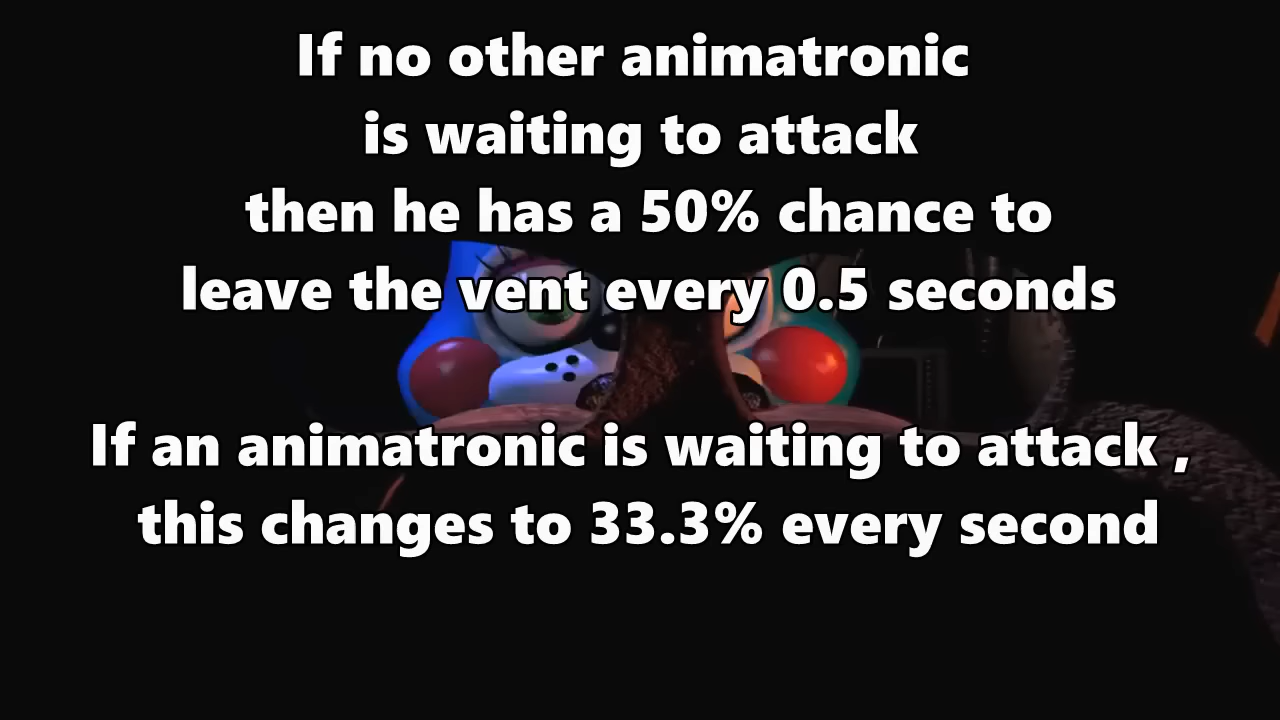 If no other animatronic
is waiting to attack
then he has a 50% chance to
leave the vent every 0.5 seconds
If an animatronic is waiting to attack ,
this changes to 33.3% every second